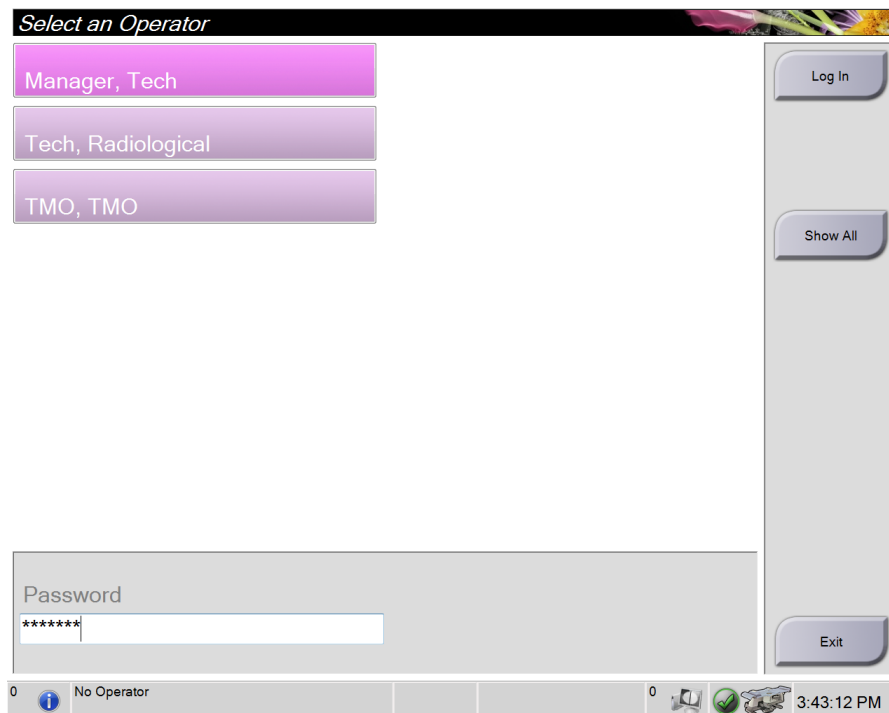 Select an Operator
Manager, Tech
Log In
Tech, Radiological
TMO, TMO
Show All
Password
*******
Exit
0 No Operator 0 3:43:12 PM